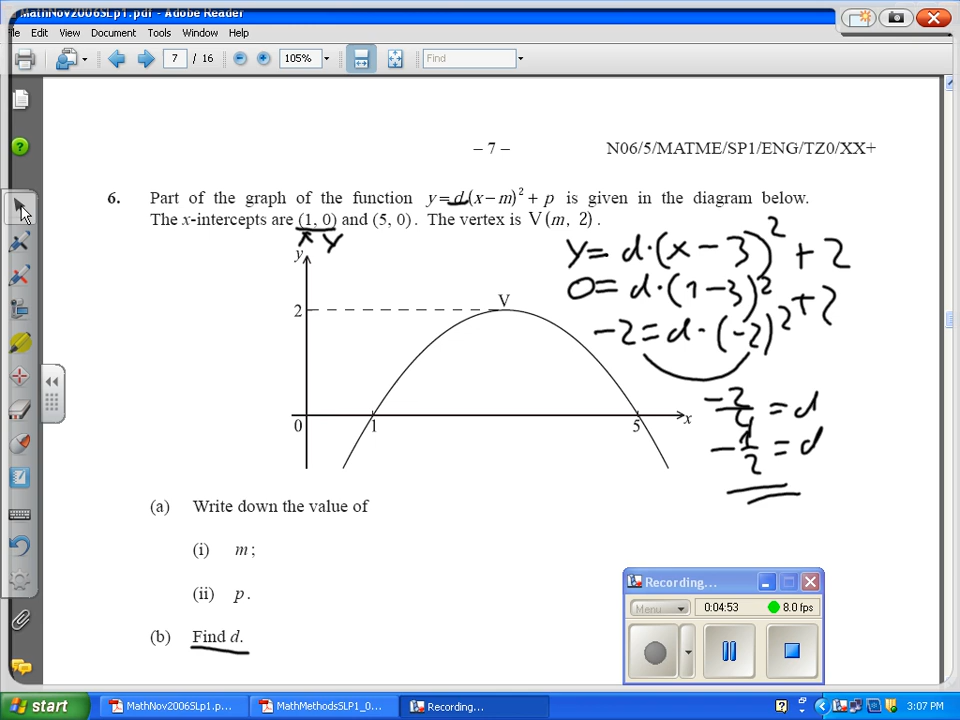 MathNov2006SLp1.pdf - Adobe Reader
File Edit View Document Tools Window Help
7 / 16 105% Find
– 7 – N06/5/MATME/SP1/ENG/TZ0/XX+
6. Part of the graph of the function y = d (x − m)² + p is given in the diagram below.
The x-intercepts are (1, 0) and (5, 0). The vertex is V (m, 2).
x y
y = d·(x − 3)² + 2
0 = d·(1 − 3)² + 2
−2 = d·(−2)²
−2/4 = d
−1/2 = d
y
2
V
0 1 5 x
(a) Write down the value of
(i) m;
(ii) p.
(b) Find d.
Recording...
Menu 0:04:53 8.0 fps
start MathNov2006SLp1.p... MathMethodsSLP1_0... Recording... 3:07 PM